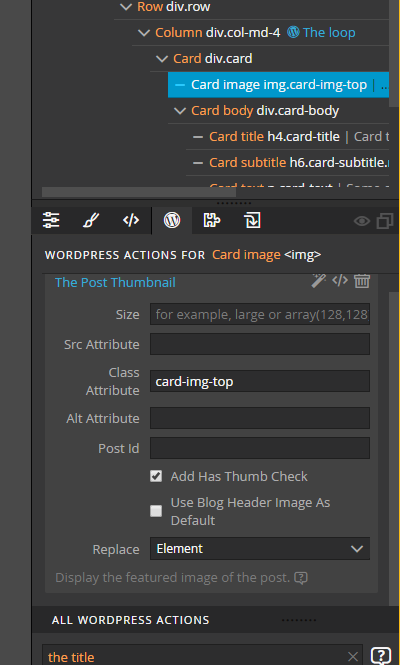 Row div.row
Column div.col-md-4 The loop
Card div.card
Card image img.card-img-top | ..
Card body div.card-body
Card title h4.card-title | Card t
Card subtitle h6.card-subtitle.
WORDPRESS ACTIONS FOR Card image <img>
The Post Thumbnail
Size for example, large or array(128,128
Src Attribute
Class
Attribute card-img-top
Alt Attribute
Post Id
Add Has Thumb Check
Use Blog Header Image As
Default
Replace Element
Display the featured image of the post.
ALL WORDPRESS ACTIONS
the title